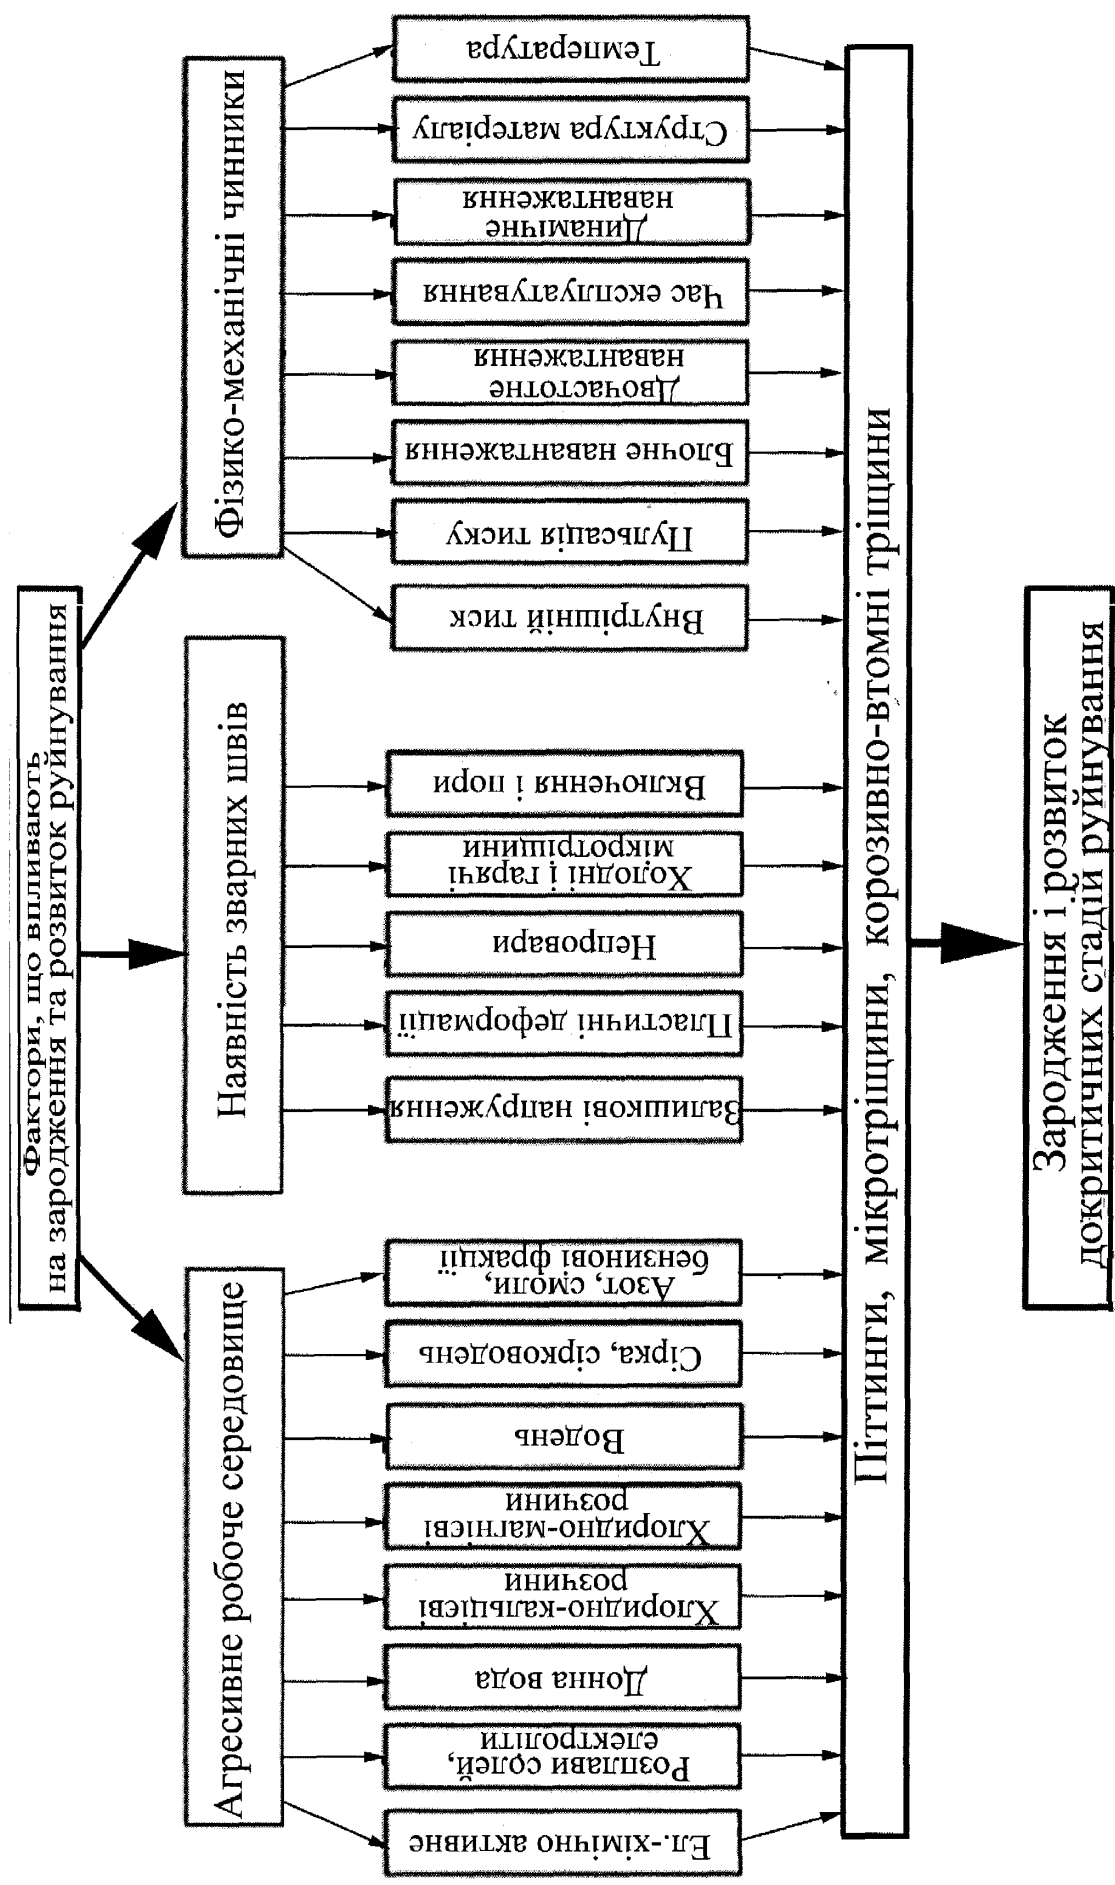 Фактори, що впливають
на зародження та розвиток руйнування
Агресивне робоче середовище
Наявність зварних швів
Фізико-механічні чинники
Ел.-хімічно активне
Розплави солей,
електроліти
Донна вода
Хлоридно-кальцієві
розчини
Хлоридно-магнієві
розчини
Водень
Сірка, сірководень
Азот, смоли,
бензинові фракції
Залишкові напруження
Пластичні деформації
Непровари
Холодні і гарячі
мікротріщини
Включення і пори
Внутрішній тиск
Пульсація тиску
Блочне навантаження
Двочастотне
навантаження
Час експлуатування
Динамічне
навантаження
Структура матеріалу
Температура
Піттинги, мікротріщини, корозивно-втомні тріщини
Зародження і розвиток
докритичних стадій руйнування